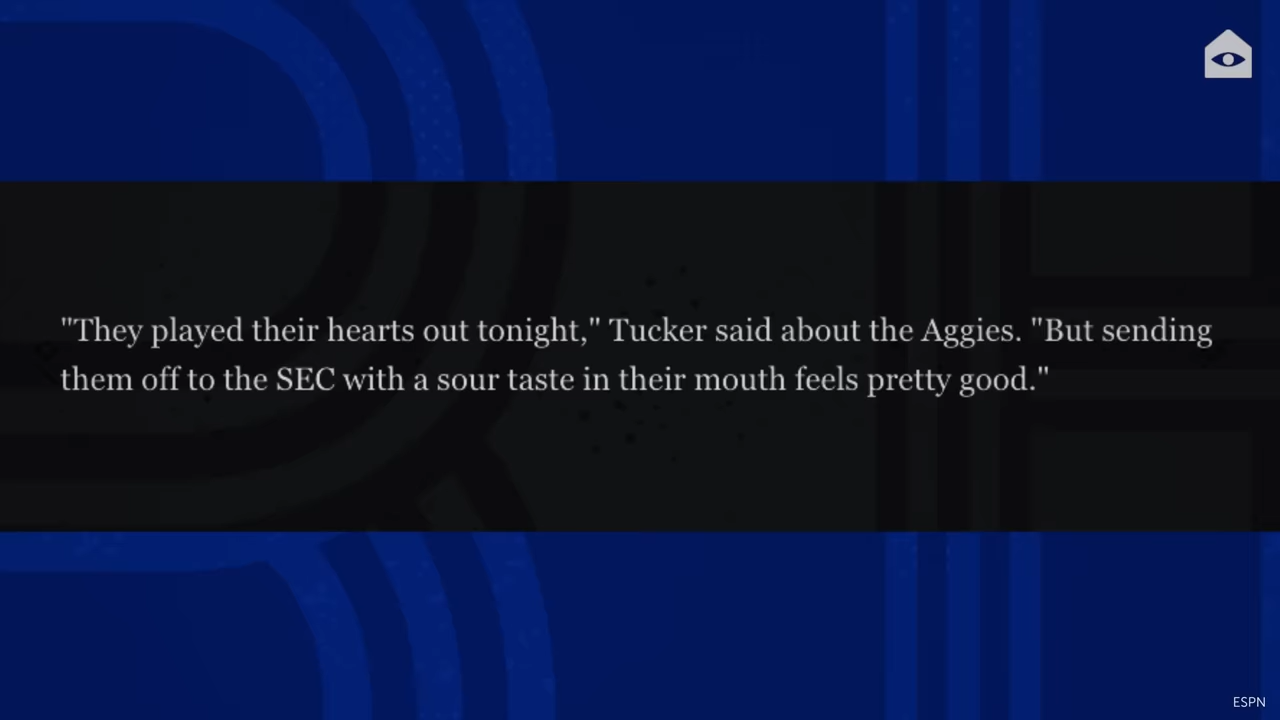 "They played their hearts out tonight," Tucker said about the Aggies. "But sending
them off to the SEC with a sour taste in their mouth feels pretty good."
ESPN